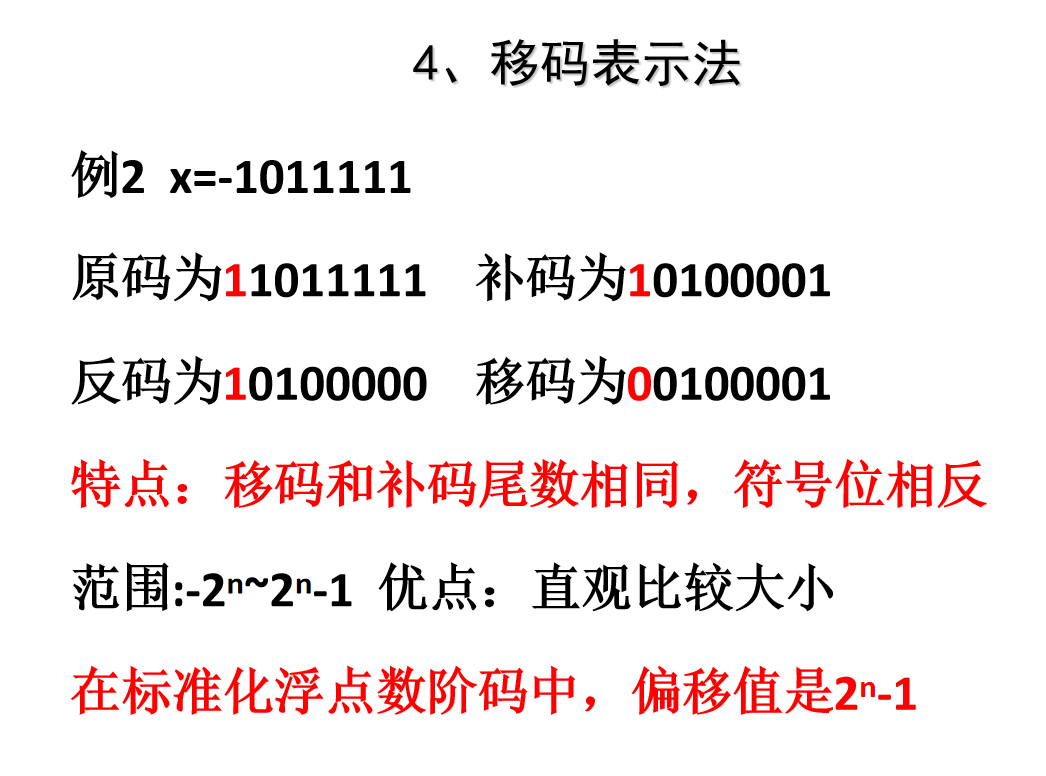 4、移码表示法
例2 x=-1011111
原码为11011111 补码为10100001
反码为10100000 移码为00100001
特点：移码和补码尾数相同，符号位相反
范围:-2ⁿ~2ⁿ-1 优点：直观比较大小
在标准化浮点数阶码中，偏移值是2ⁿ-1